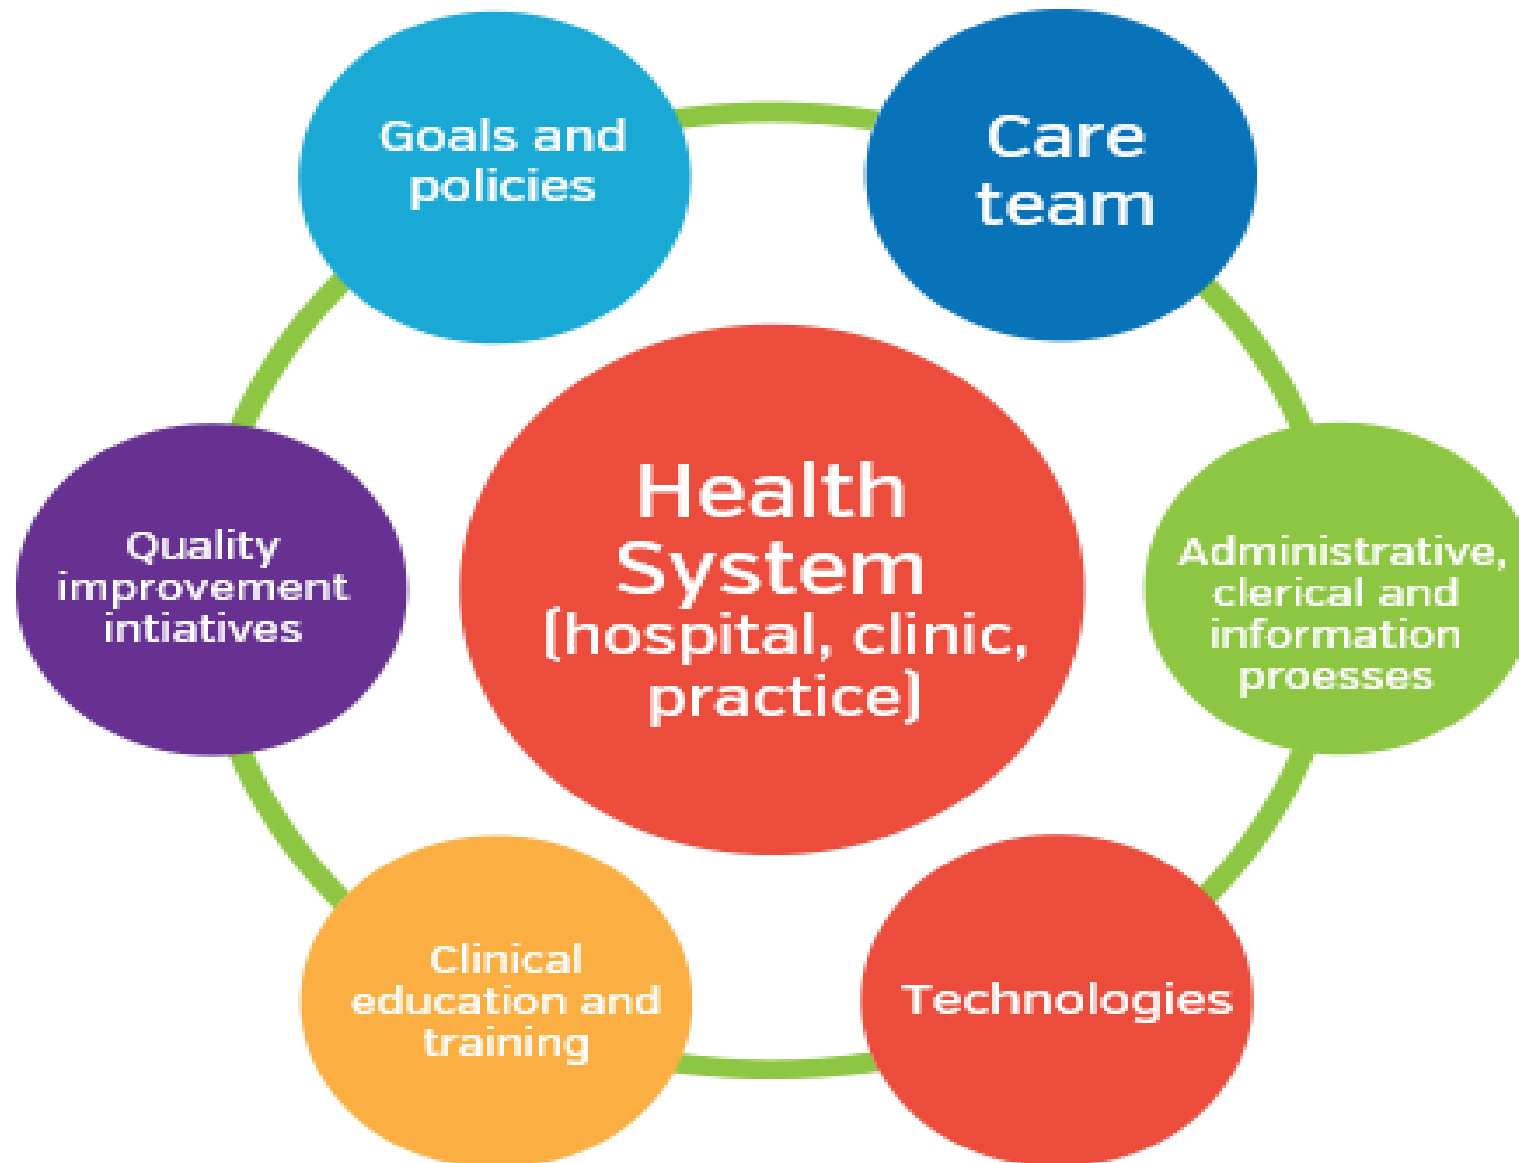 Goals and
policies
Care
team
Health
System
(hospital, clinic,
practice)
Quality
improvement
intiatives
Administrative,
clerical and
information
proesses
Clinical
education and
training
Technologies